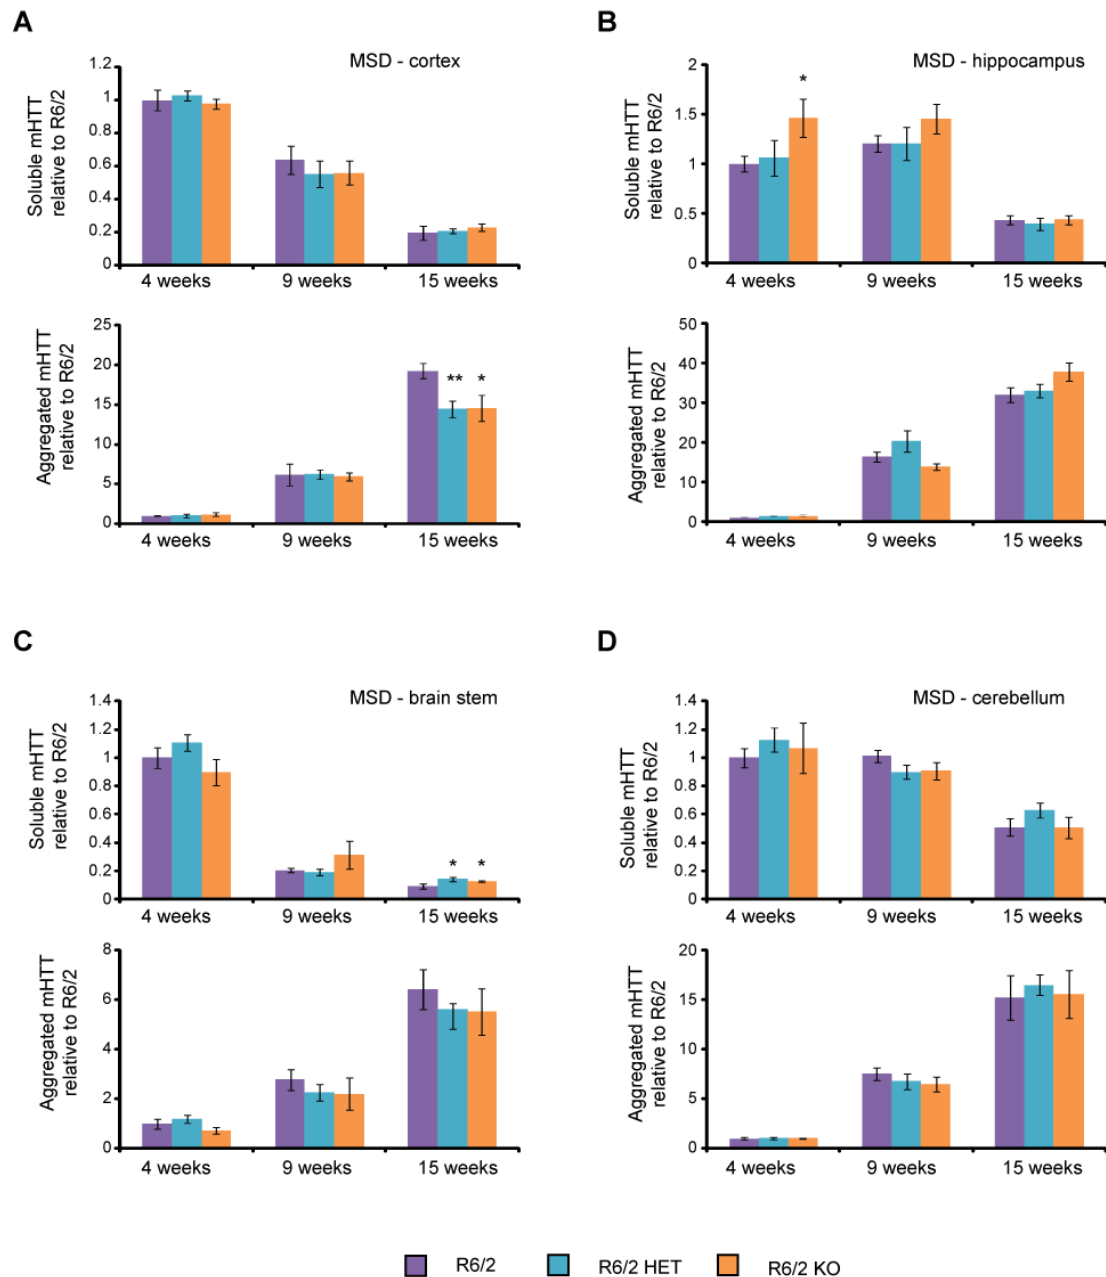 A
MSD - cortex
Soluble mHTT
relative to R6/2
1.2
1
0.8
0.6
0.4
0.2
0
4 weeks
9 weeks
15 weeks
Aggregated mHTT
relative to R6/2
25
20
15
10
5
0
**
*
4 weeks
9 weeks
15 weeks
B
MSD - hippocampus
Soluble mHTT
relative to R6/2
2
1.5
1
0.5
0
*
4 weeks
9 weeks
15 weeks
Aggregated mHTT
relative to R6/2
50
40
30
20
10
0
4 weeks
9 weeks
15 weeks
C
MSD - brain stem
Soluble mHTT
relative to R6/2
1.4
1.2
1
0.8
0.6
0.4
0.2
0
*
*
4 weeks
9 weeks
15 weeks
Aggregated mHTT
relative to R6/2
8
6
4
2
0
4 weeks
9 weeks
15 weeks
D
MSD - cerebellum
Soluble mHTT
relative to R6/2
1.4
1.2
1
0.8
0.6
0.4
0.2
0
4 weeks
9 weeks
15 weeks
Aggregated mHTT
relative to R6/2
20
15
10
5
0
4 weeks
9 weeks
15 weeks
R6/2
R6/2 HET
R6/2 KO